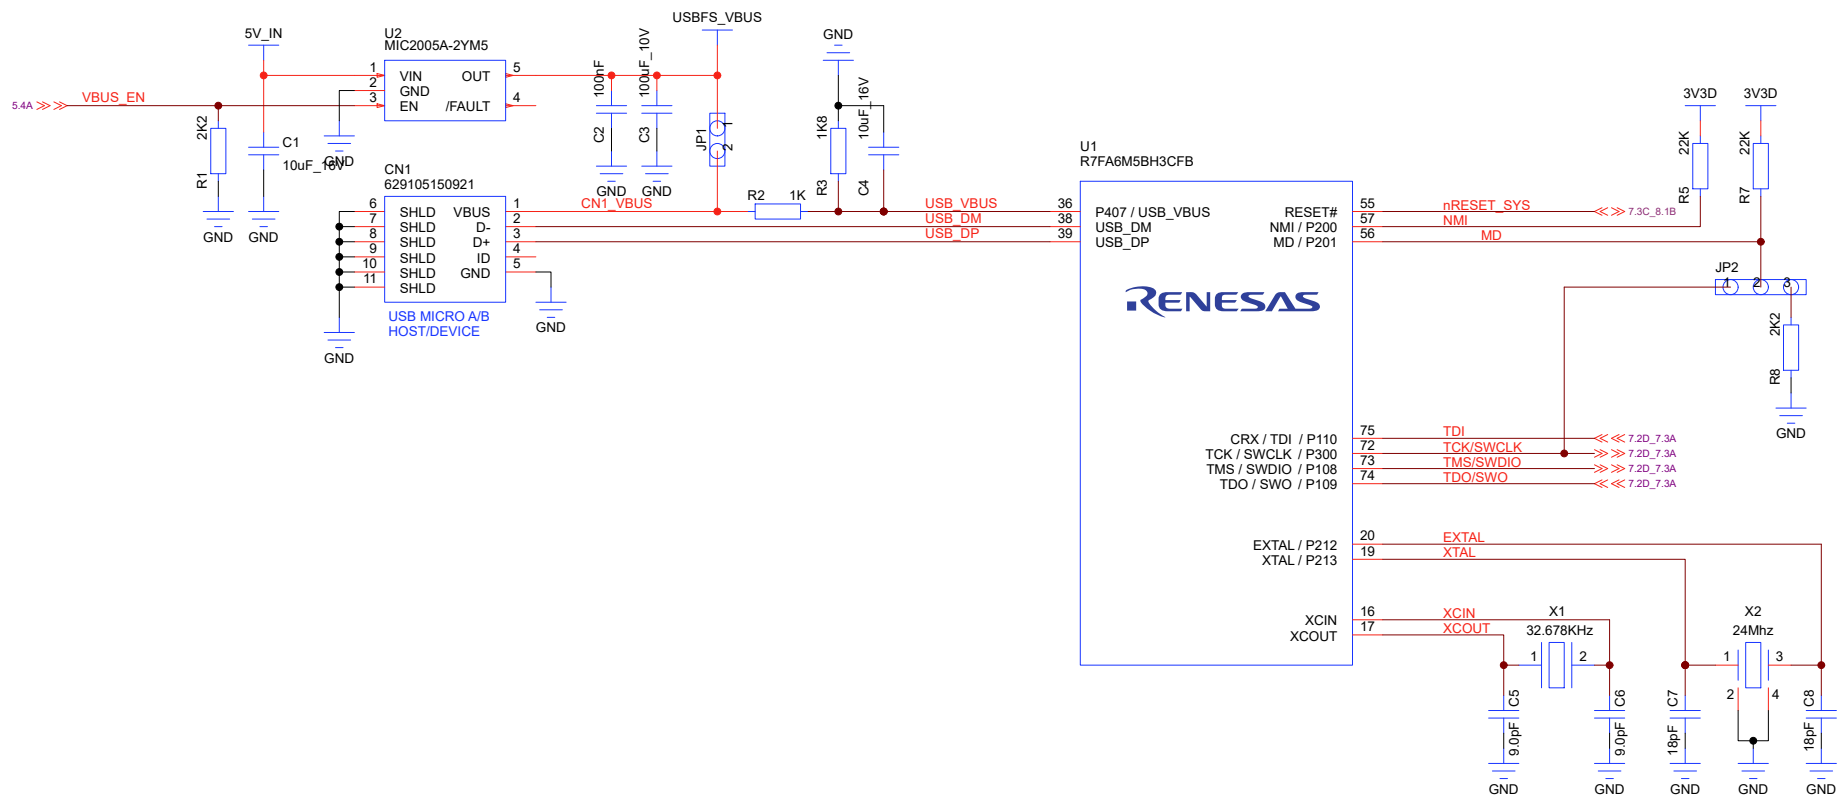 USBFS_VBUS
5V_IN
U2
MIC2005A-2YM5
GND
1
VIN
OUT
5
2
GND
3
EN
/FAULT
4
5.4A
VBUS_EN
2K2
R1
GND
C1
10uF_16V
GND
GND
100nF
C2
GND
100uF_10V
C3
GND
JP1
1
2
1K8
R3
10uF_16V
C4
CN1
629105150921
6
SHLD
VBUS
1
CN1_VBUS
7
SHLD
D-
2
8
SHLD
D+
3
9
SHLD
ID
4
10
SHLD
GND
5
11
SHLD
USB MICRO A/B
HOST/DEVICE
GND
GND
R2
1K
USB_VBUS
36
USB_DM
38
USB_DP
39
U1
R7FA6M5BH3CFB
P407 / USB_VBUS
USB_DM
USB_DP
RENESAS
RESET#
55
nRESET_SYS
7.3C_8.1B
NMI / P200
57
NMI
MD / P201
56
MD
3V3D
3V3D
22K
R5
22K
R7
JP2
1
2
3
2K2
R8
GND
CRX / TDI / P110
75
TDI
7.2D_7.3A
TCK / SWCLK / P300
72
TCK/SWCLK
7.2D_7.3A
TMS / SWDIO / P108
73
TMS/SWDIO
7.2D_7.3A
TDO / SWO / P109
74
TDO/SWO
7.2D_7.3A
EXTAL / P212
20
EXTAL
XTAL / P213
19
XTAL
XCIN
16
XCIN
XCOUT
17
XCOUT
X1
32.678KHz
1
2
X2
24Mhz
1
3
2
4
C5
9.0pF
C6
9.0pF
C7
18pF
C8
18pF
GND
GND
GND
GND
GND